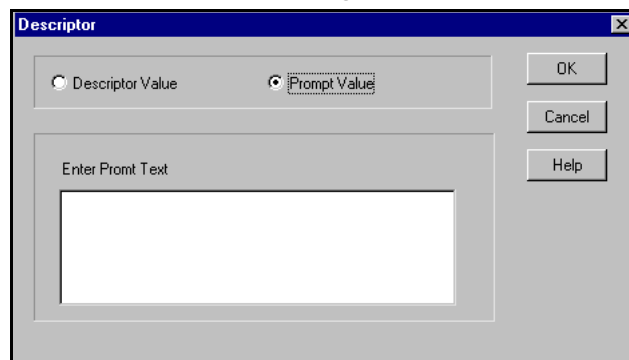 Descriptor
Descriptor Value
Prompt Value
OK
Cancel
Help
Enter Promt Text